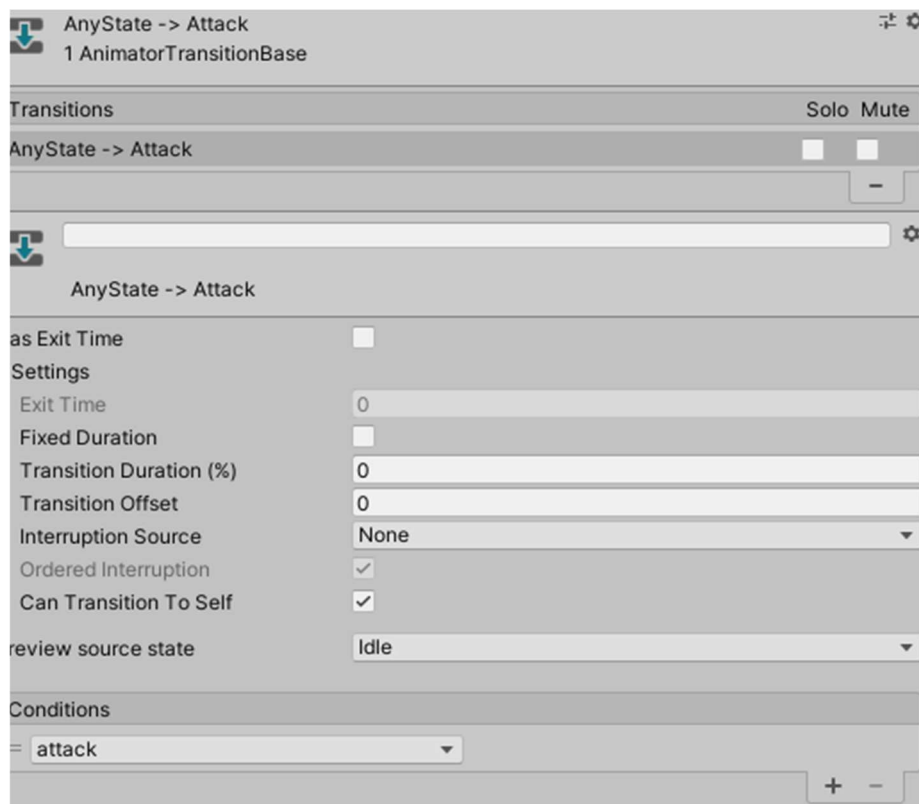 AnyState -> Attack
1 AnimatorTransitionBase
Transitions Solo Mute
AnyState -> Attack
AnyState -> Attack
as Exit Time
Settings
Exit Time 0
Fixed Duration
Transition Duration (%) 0
Transition Offset 0
Interruption Source None
Ordered Interruption
Can Transition To Self
review source state Idle
Conditions
= attack